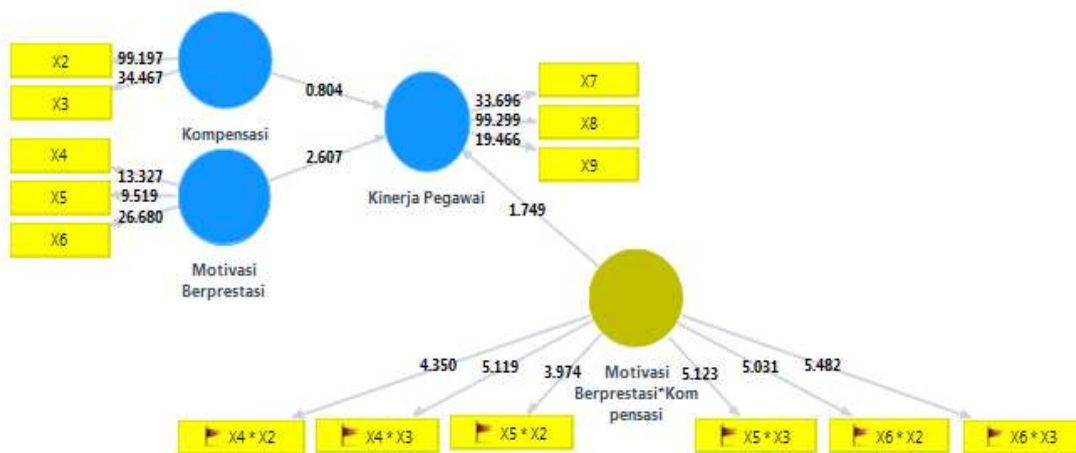 X2
99.197
34.467
X3
Kompensasi
0.804
X4
13.327
X5
9.519
X6
26.680
Motivasi
Berprestasi
2.607
Kinerja Pegawai
33.696
X7
99.299
X8
19.466
X9
1.749
Motivasi
Berprestasi*Kom
pensasi
4.350
5.119
3.974
5.123
5.031
5.482
X4 * X2
X4 * X3
X5 * X2
X5 * X3
X6 * X2
X6 * X3